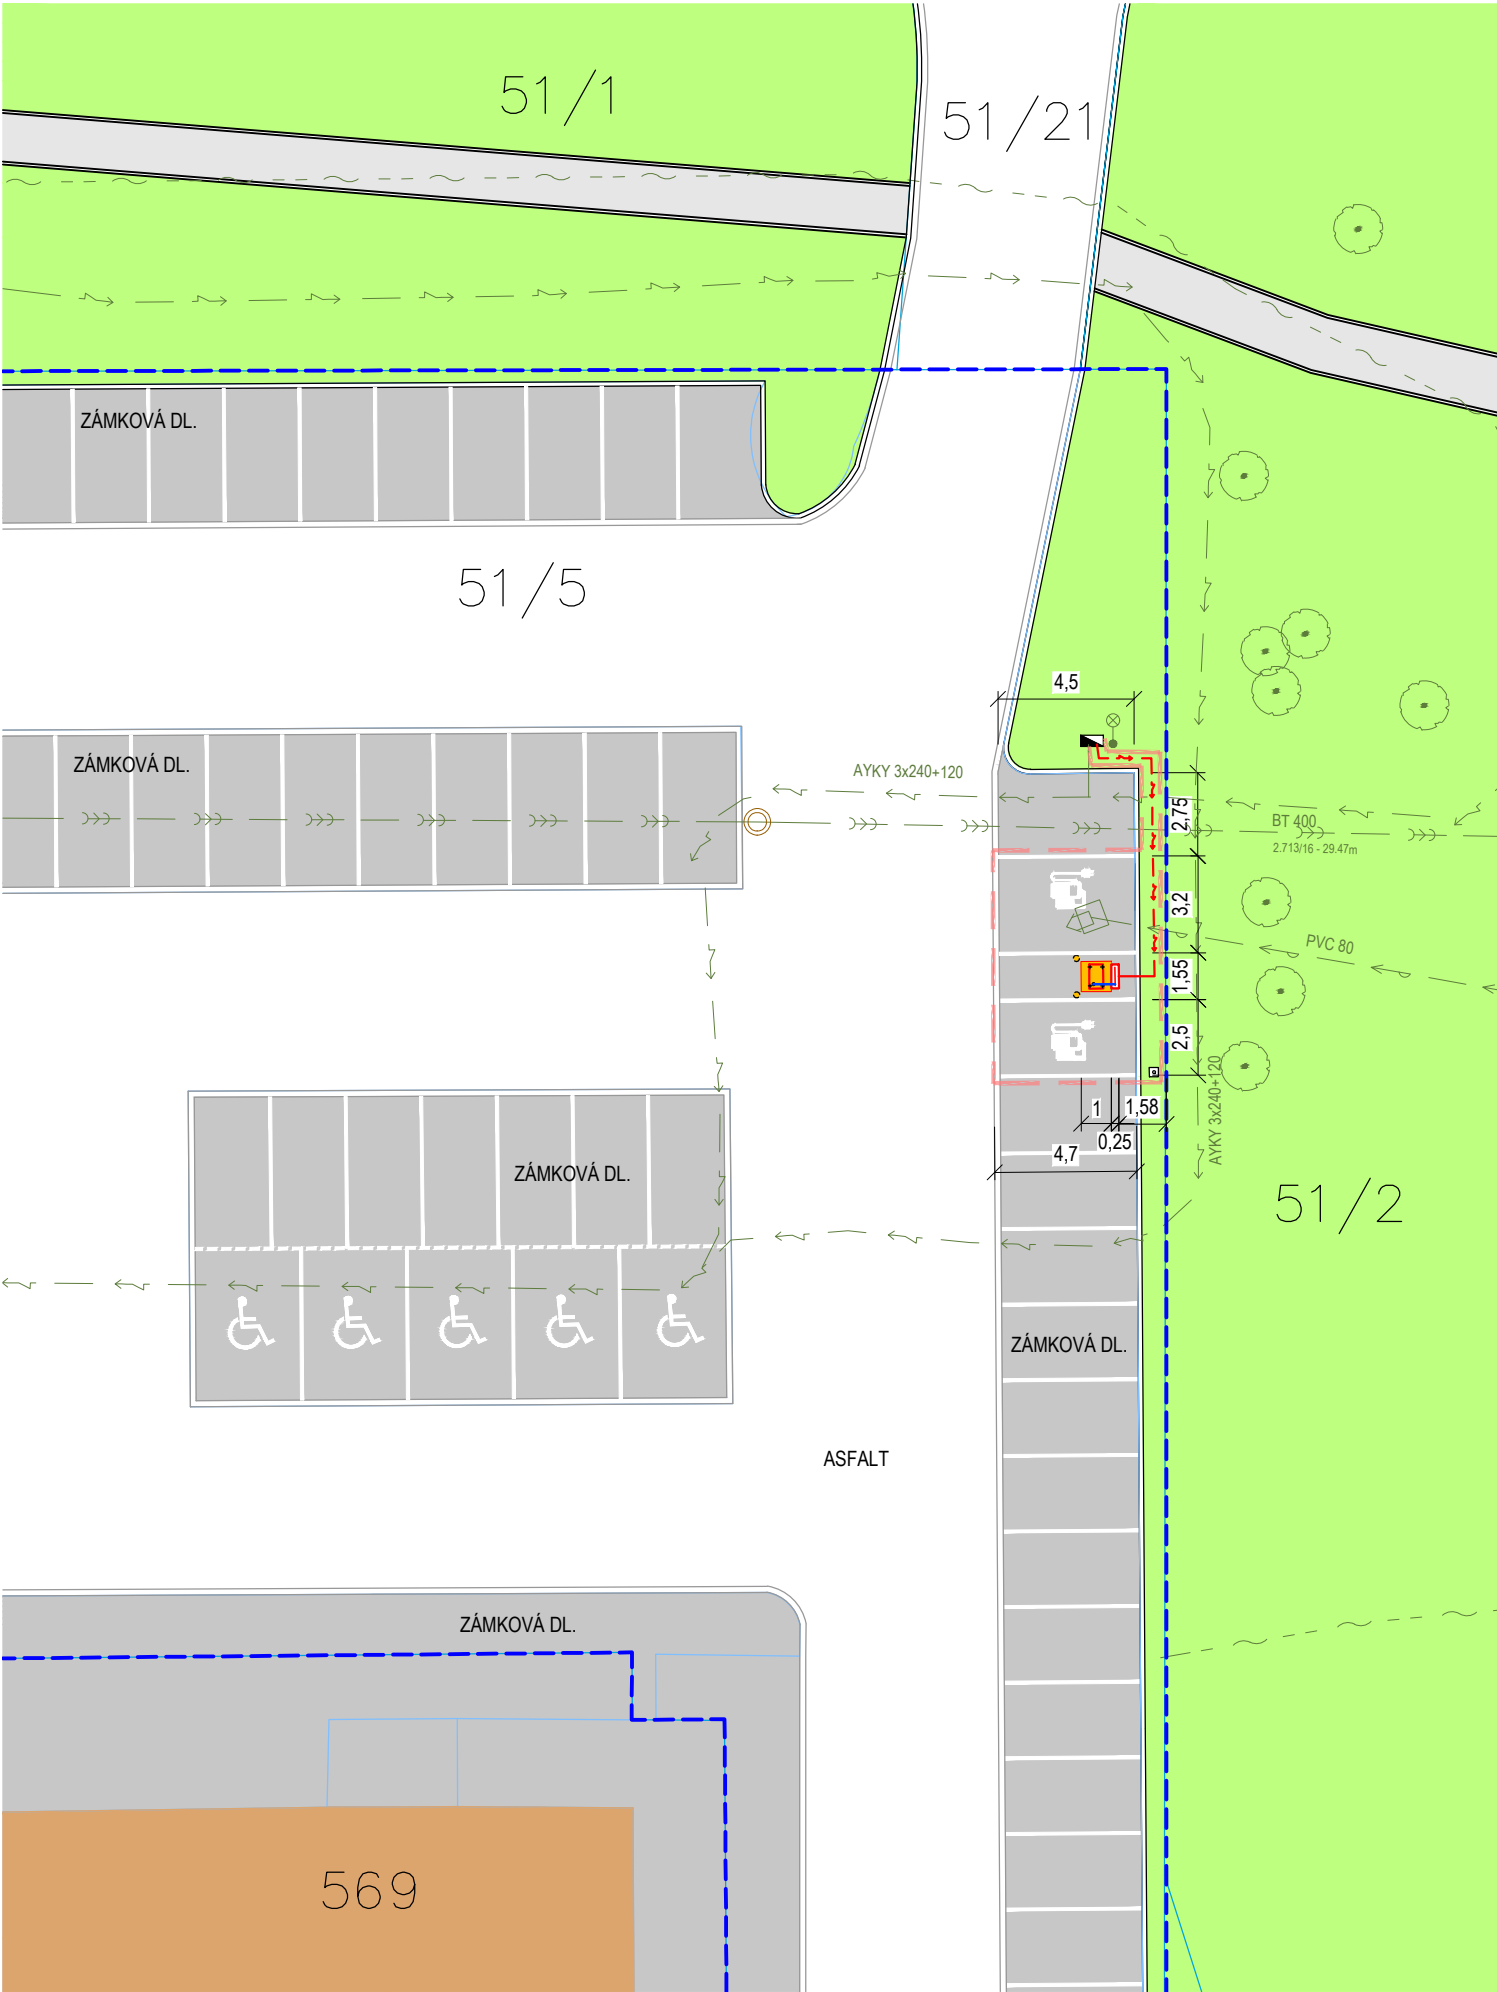 51/1
51/21
ZÁMKOVÁ DL.
51/5
4,5
ZÁMKOVÁ DL.
AYKY 3x240+120
2,75
BT 400
2.713/16 - 29.47m
3,2
PVC 80
1,55
2,5
AYKY 3x240+120
1
1,58
0,25
4,7
ZÁMKOVÁ DL.
51/2
ZÁMKOVÁ DL.
ASFALT
ZÁMKOVÁ DL.
569